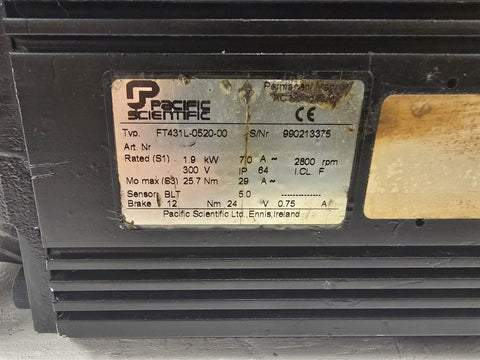 PACIFIC
SCIENTIFIC
CE
Typ. FT431L-0520-00 S/Nr 990213375
Art. Nr
Rated (S1) 1.9 kW 7.0 A~ 2800 rpm
300 V IP 64 I.CL. F
Mo max (S3) 25.7 Nm 29 A~
Sensor BLT 5.0 --------------
Brake 12 Nm 24 V 0.75 A
Pacific Scientific Ltd.,Ennis,Ireland